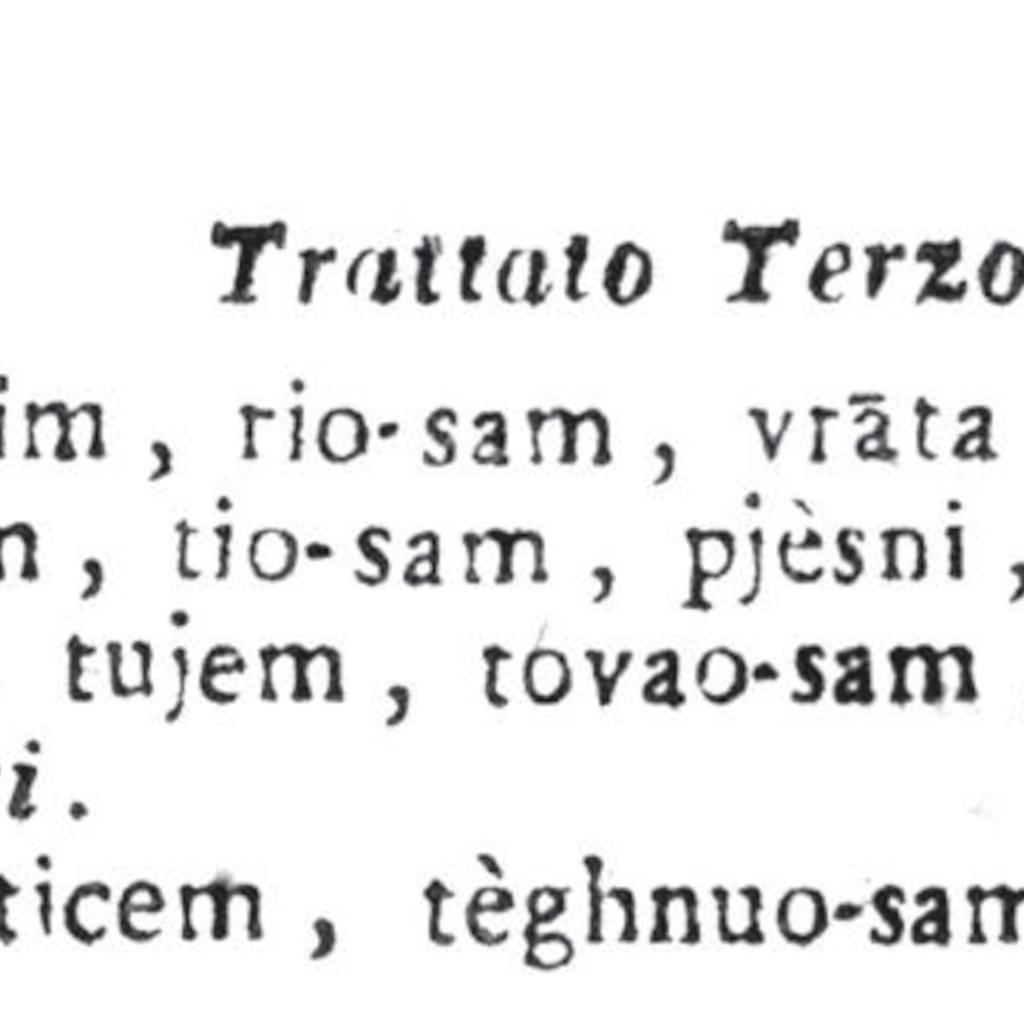 Trattato Terzo
im , rio-sam , vrāta
m , tio-sam , pjèsni ,
tujem , tovao-sam
i .
ticem , tèghnuo-sam